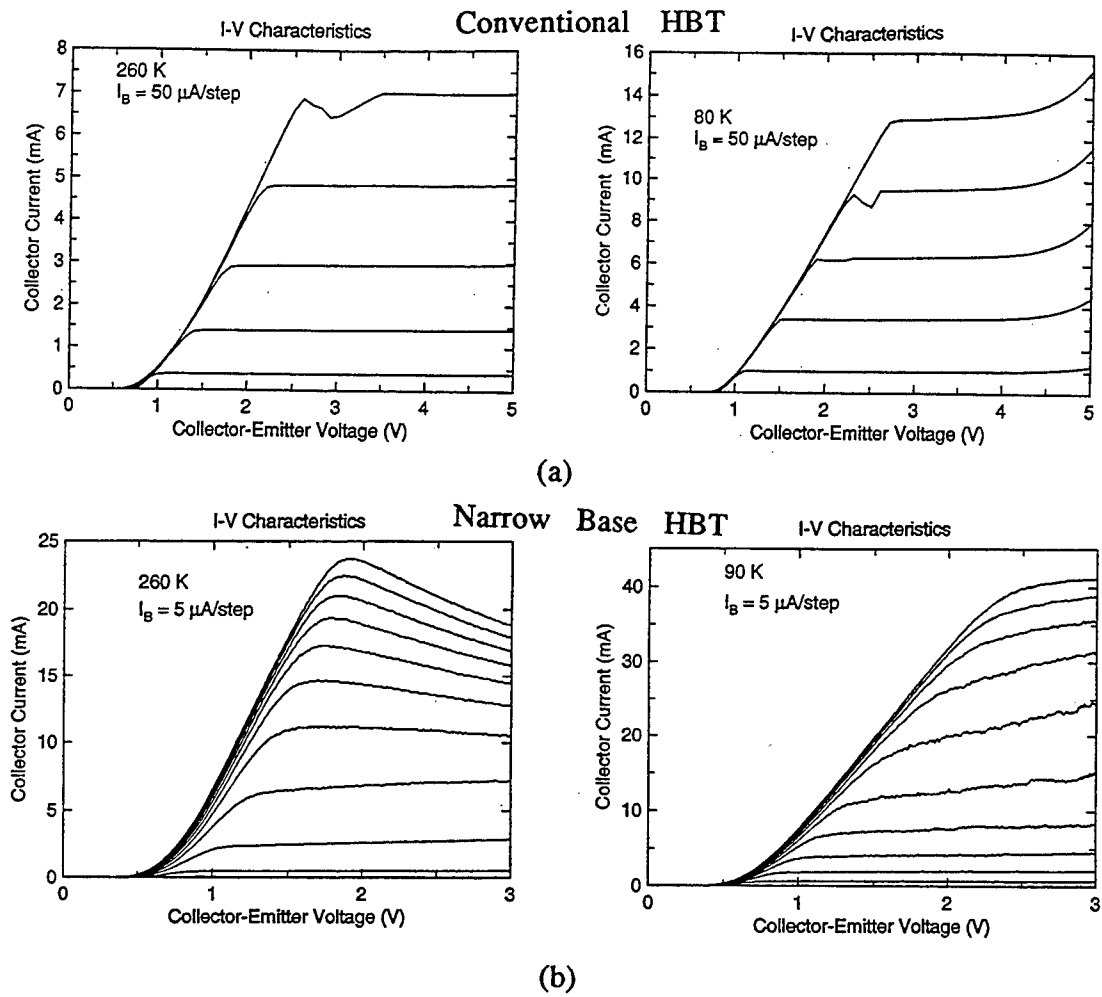 Conventional HBT
I-V Characteristics
8
7
6
5
4
3
2
1
0
Collector Current (mA)
260 K
I_B = 50 µA/step
0 1 2 3 4 5
Collector-Emitter Voltage (V)
I-V Characteristics
16
14
12
10
8
6
4
2
0
Collector Current (mA)
80 K
I_B = 50 µA/step
0 1 2 3 4 5
Collector-Emitter Voltage (V)
(a)
Narrow Base HBT
I-V Characteristics
25
20
15
10
5
0
Collector Current (mA)
260 K
I_B = 5 µA/step
0 1 2 3
Collector-Emitter Voltage (V)
I-V Characteristics
40
30
20
10
0
Collector Current (mA)
90 K
I_B = 5 µA/step
0 1 2 3
Collector-Emitter Voltage (V)
(b)